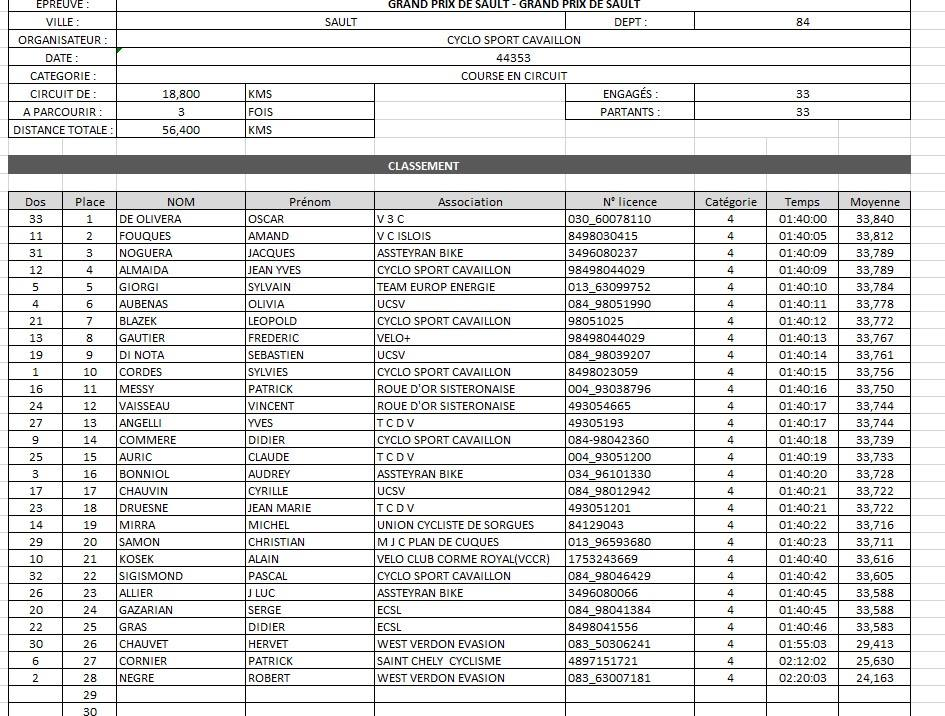 EPREUVE : GRAND PRIX DE SAULT - GRAND PRIX DE SAULT
VILLE : SAULT DEPT : 84
ORGANISATEUR : CYCLO SPORT CAVAILLON
DATE : 44353
CATEGORIE : COURSE EN CIRCUIT
CIRCUIT DE : 18,800 KMS ENGAGÉS : 33
A PARCOURIR : 3 FOIS PARTANTS : 33
DISTANCE TOTALE : 56,400 KMS
CLASSEMENT
Dos Place NOM Prénom Association N° licence Catégorie Temps Moyenne
33 1 DE OLIVERA OSCAR V 3 C 030_60078110 4 01:40:00 33,840
11 2 FOUQUES AMAND V C ISLOIS 8498030415 4 01:40:05 33,812
31 3 NOGUERA JACQUES ASSTEYRAN BIKE 3496080237 4 01:40:09 33,789
12 4 ALMAIDA JEAN YVES CYCLO SPORT CAVAILLON 98498044029 4 01:40:09 33,789
5 5 GIORGI SYLVAIN TEAM EUROP ENERGIE 013_63099752 4 01:40:10 33,784
4 6 AUBENAS OLIVIA UCSV 084_98051990 4 01:40:11 33,778
21 7 BLAZEK LEOPOLD CYCLO SPORT CAVAILLON 98051025 4 01:40:12 33,772
13 8 GAUTIER FREDERIC VELO+ 98498044029 4 01:40:13 33,767
19 9 DI NOTA SEBASTIEN UCSV 084_98039207 4 01:40:14 33,761
1 10 CORDES SYLVIES CYCLO SPORT CAVAILLON 8498023059 4 01:40:15 33,756
16 11 MESSY PATRICK ROUE D'OR SISTERONAISE 004_93038796 4 01:40:16 33,750
24 12 VAISSEAU VINCENT ROUE D'OR SISTERONAISE 493054665 4 01:40:17 33,744
27 13 ANGELLI YVES T C D V 49305193 4 01:40:17 33,744
9 14 COMMERE DIDIER CYCLO SPORT CAVAILLON 084-98042360 4 01:40:18 33,739
25 15 AURIC CLAUDE T C D V 004_93051200 4 01:40:19 33,733
3 16 BONNIOL AUDREY ASSTEYRAN BIKE 034_96101330 4 01:40:20 33,728
17 17 CHAUVIN CYRILLE UCSV 084_98012942 4 01:40:21 33,722
23 18 DRUESNE JEAN MARIE T C D V 493051201 4 01:40:21 33,722
14 19 MIRRA MICHEL UNION CYCLISTE DE SORGUES 84129043 4 01:40:22 33,716
29 20 SAMON CHRISTIAN M J C PLAN DE CUQUES 013_96593680 4 01:40:23 33,711
10 21 KOSEK ALAIN VELO CLUB CORME ROYAL(VCCR) 1753243669 4 01:40:40 33,616
32 22 SIGISMOND PASCAL CYCLO SPORT CAVAILLON 084_98046429 4 01:40:42 33,605
26 23 ALLIER J LUC ASSTEYRAN BIKE 3496080066 4 01:40:45 33,588
20 24 GAZARIAN SERGE ECSL 084_98041384 4 01:40:45 33,588
22 25 GRAS DIDIER ECSL 8498041556 4 01:40:46 33,583
30 26 CHAUVET HERVET WEST VERDON EVASION 083_50306241 4 01:55:03 29,413
6 27 CORNIER PATRICK SAINT CHELY CYCLISME 4897151721 4 02:12:02 25,630
2 28 NEGRE ROBERT WEST VERDON EVASION 083_63007181 4 02:20:03 24,163
29
30